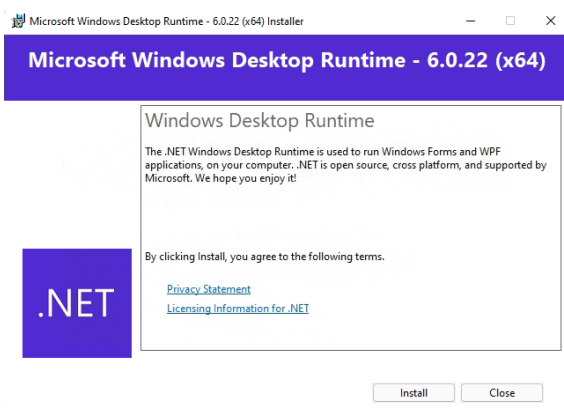 Microsoft Windows Desktop Runtime - 6.0.22 (x64) Installer
Microsoft Windows Desktop Runtime - 6.0.22 (x64)
Windows Desktop Runtime
The .NET Windows Desktop Runtime is used to run Windows Forms and WPF
applications, on your computer. .NET is open source, cross platform, and supported by
Microsoft. We hope you enjoy it!
By clicking Install, you agree to the following terms.
Privacy Statement
Licensing Information for .NET
.NET
Install
Close